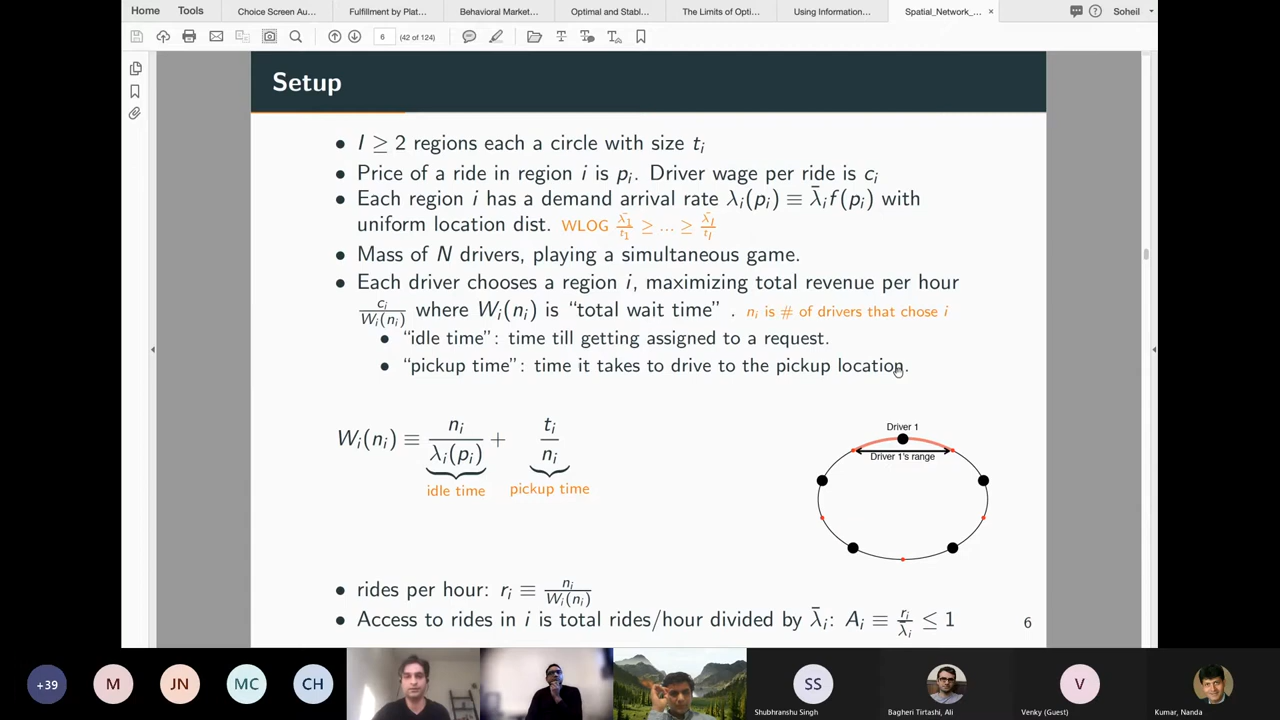 Home Tools Choice Screen Au... Fulfillment by Plat... Behavioral Market... Optimal and Stabl... The Limits of Opti... Using Information... Spatial_Network_... × Soheil
6 (42 of 124)
Setup
• I ≥ 2 regions each a circle with size tᵢ
• Price of a ride in region i is pᵢ. Driver wage per ride is cᵢ
• Each region i has a demand arrival rate λᵢ(pᵢ) ≡ λ̄ᵢf(pᵢ) with
uniform location dist. WLOG λ̄₁/t₁ ≥ ... ≥ λ̄_I/t_I
• Mass of N drivers, playing a simultaneous game.
• Each driver chooses a region i, maximizing total revenue per hour
cᵢ/Wᵢ(nᵢ) where Wᵢ(nᵢ) is “total wait time” . nᵢ is # of drivers that chose i
• “idle time”: time till getting assigned to a request.
• “pickup time”: time it takes to drive to the pickup location.
Wᵢ(nᵢ) ≡ nᵢ/λᵢ(pᵢ) + tᵢ/nᵢ
idle time pickup time
Driver 1
Driver 1's range
• rides per hour: rᵢ ≡ nᵢ/Wᵢ(nᵢ)
• Access to rides in i is total rides/hour divided by λ̄ᵢ: Aᵢ ≡ rᵢ/λ̄ᵢ ≤ 1
6
+39 M JN MC CH SS V
Shubhranshu Singh Bagheri Tirtashi, Ali Venky (Guest) Kumar, Nanda